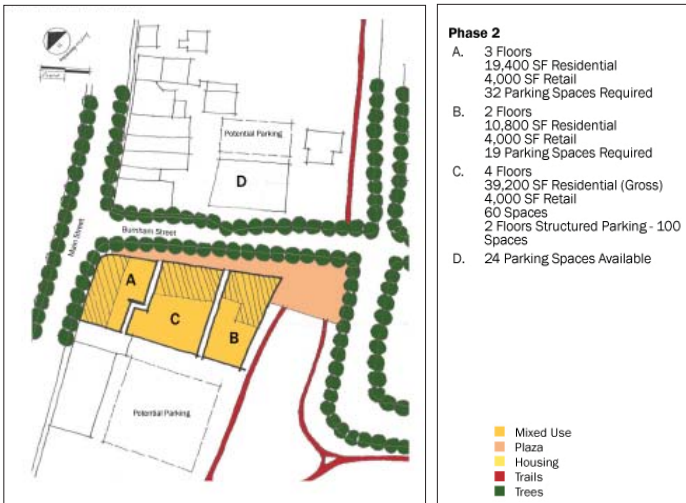 Potential Parking
D
Main Street
Burnham Street
A
C
B
Potential Parking
Phase 2
A. 3 Floors
19,400 SF Residential
4,000 SF Retail
32 Parking Spaces Required
B. 2 Floors
10,800 SF Residential
4,000 SF Retail
19 Parking Spaces Required
C. 4 Floors
39,200 SF Residential (Gross)
4,000 SF Retail
60 Spaces
2 Floors Structured Parking - 100
Spaces
D. 24 Parking Spaces Available
Mixed Use
Plaza
Housing
Trails
Trees